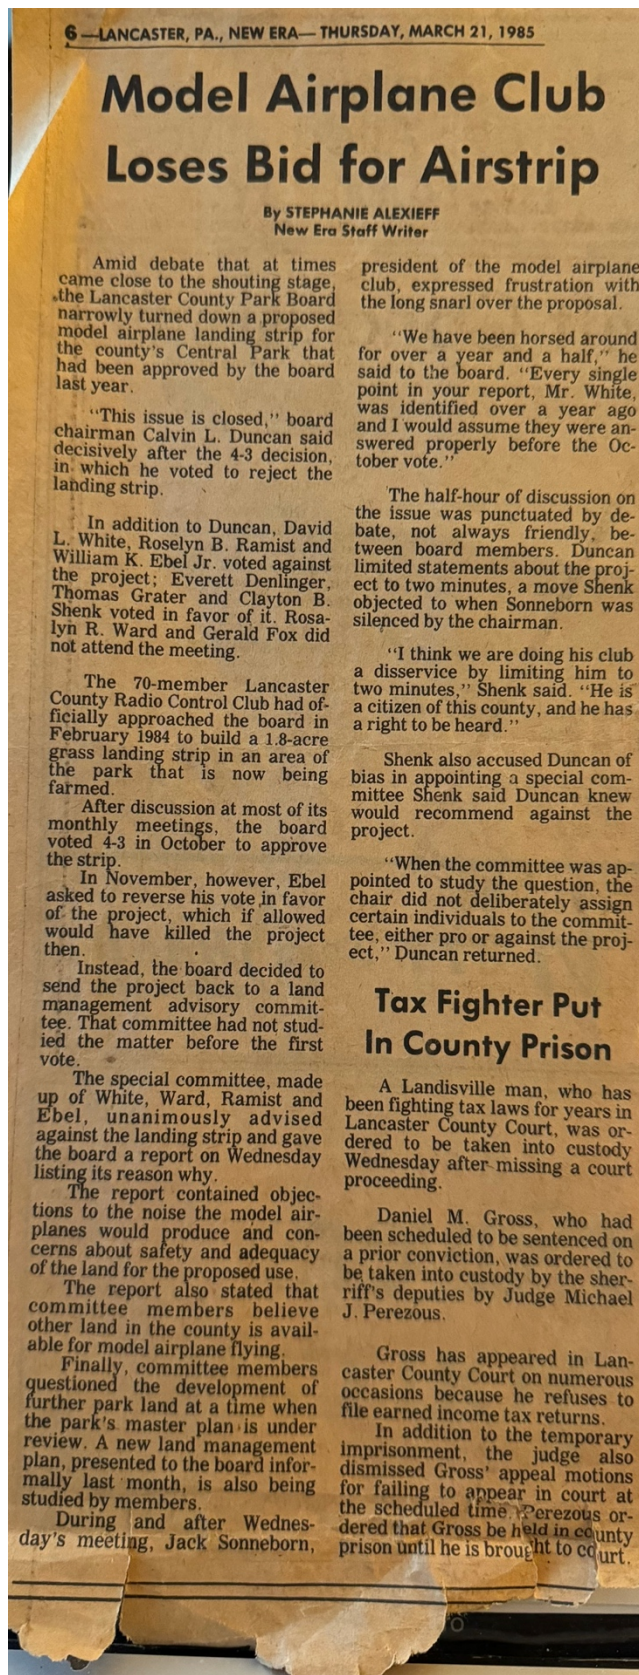 6—LANCASTER, PA., NEW ERA— THURSDAY, MARCH 21, 1985
Model Airplane Club
Loses Bid for Airstrip
By STEPHANIE ALEXIEFF
New Era Staff Writer
Amid debate that at times
came close to the shouting stage,
the Lancaster County Park Board
narrowly turned down a proposed
model airplane landing strip for
the county's Central Park that
had been approved by the board
last year.
"This issue is closed," board
chairman Calvin L. Duncan said
decisively after the 4-3 decision,
in which he voted to reject the
landing strip.
In addition to Duncan, David
L. White, Roselyn B. Ramist and
William K. Ebel Jr. voted against
the project; Everett Denlinger,
Thomas Grater and Clayton B.
Shenk voted in favor of it. Rosa-
lyn R. Ward and Gerald Fox did
not attend the meeting.
The 70-member Lancaster
County Radio Control Club had of-
ficially approached the board in
February 1984 to build a 1.8-acre
grass landing strip in an area of
the park that is now being
farmed.
After discussion at most of its
monthly meetings, the board
voted 4-3 in October to approve
the strip.
In November, however, Ebel
asked to reverse his vote in favor
of the project, which if allowed
would have killed the project
then.
Instead, the board decided to
send the project back to a land
management advisory commit-
tee. That committee had not stud-
ied the matter before the first
vote.
The special committee, made
up of White, Ward, Ramist and
Ebel, unanimously advised
against the landing strip and gave
the board a report on Wednesday
listing its reason why.
The report contained objec-
tions to the noise the model air-
planes would produce and con-
cerns about safety and adequacy
of the land for the proposed use.
The report also stated that
committee members believe
other land in the county is avail-
able for model airplane flying.
Finally, committee members
questioned the development of
further park land at a time when
the park's master plan is under
review. A new land management
plan, presented to the board infor-
mally last month, is also being
studied by members.
During and after Wednes-
day's meeting, Jack Sonneborn,
president of the model airplane
club, expressed frustration with
the long snarl over the proposal.
"We have been horsed around
for over a year and a half," he
said to the board. "Every single
point in your report, Mr. White,
was identified over a year ago
and I would assume they were an-
swered properly before the Oc-
tober vote."
The half-hour of discussion on
the issue was punctuated by de-
bate, not always friendly, be-
tween board members. Duncan
limited statements about the proj-
ect to two minutes, a move Shenk
objected to when Sonneborn was
silenced by the chairman.
"I think we are doing his club
a disservice by limiting him to
two minutes," Shenk said. "He is
a citizen of this county, and he has
a right to be heard."
Shenk also accused Duncan of
bias in appointing a special com-
mittee Shenk said Duncan knew
would recommend against the
project.
"When the committee was ap-
pointed to study the question, the
chair did not deliberately assign
certain individuals to the commit-
tee, either pro or against the proj-
ect," Duncan returned.
Tax Fighter Put
In County Prison
A Landisville man, who has
been fighting tax laws for years in
Lancaster County Court, was or-
dered to be taken into custody
Wednesday after missing a court
proceeding.
Daniel M. Gross, who had
been scheduled to be sentenced on
a prior conviction, was ordered to
be taken into custody by the sher-
iff's deputies by Judge Michael
J. Perezous.
Gross has appeared in Lan-
caster County Court on numerous
occasions because he refuses to
file earned income tax returns.
In addition to the temporary
imprisonment, the judge also
dismissed Gross' appeal motions
for failing to appear in court at
the scheduled time. Perezous or-
dered that Gross be held in county
prison until he is brought to court.